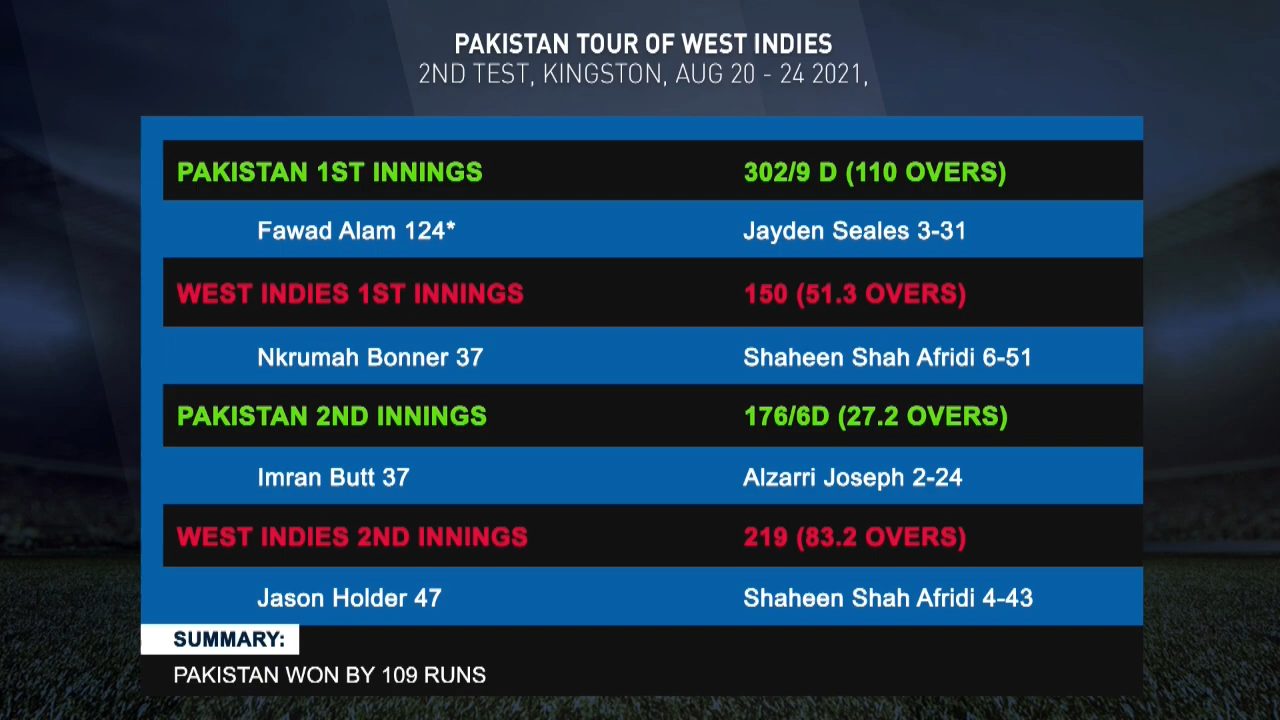 PAKISTAN TOUR OF WEST INDIES
2ND TEST, KINGSTON, AUG 20 - 24 2021,
PAKISTAN 1ST INNINGS 302/9 D (110 OVERS)
Fawad Alam 124* Jayden Seales 3-31
WEST INDIES 1ST INNINGS 150 (51.3 OVERS)
Nkrumah Bonner 37 Shaheen Shah Afridi 6-51
PAKISTAN 2ND INNINGS 176/6D (27.2 OVERS)
Imran Butt 37 Alzarri Joseph 2-24
WEST INDIES 2ND INNINGS 219 (83.2 OVERS)
Jason Holder 47 Shaheen Shah Afridi 4-43
SUMMARY:
PAKISTAN WON BY 109 RUNS